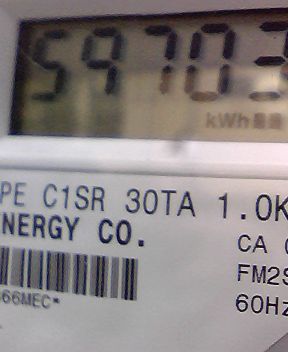 59703
kWh
PE C1SR 30TA 1.0K
NERGY CO.
CA
FM2S
66MEC*
60Hz